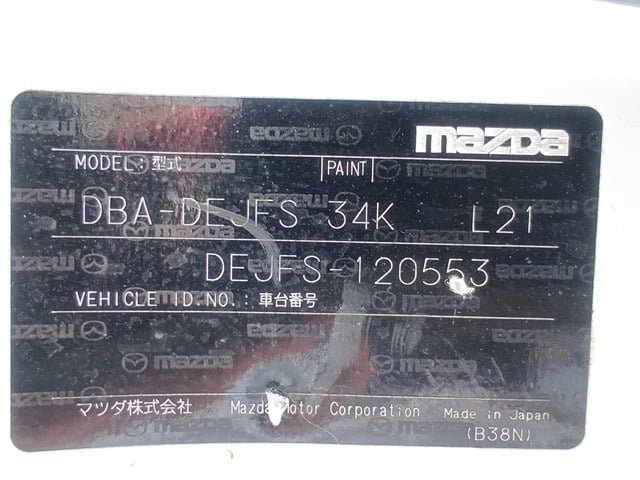 mazda
MODEL:型式 PAINT
DBA-DEJFS 34K L21
DEJFS-120553
VEHICLE ID.NO.:車台番号
マツダ株式会社 Mazda Motor Corporation Made in Japan
(B38N)